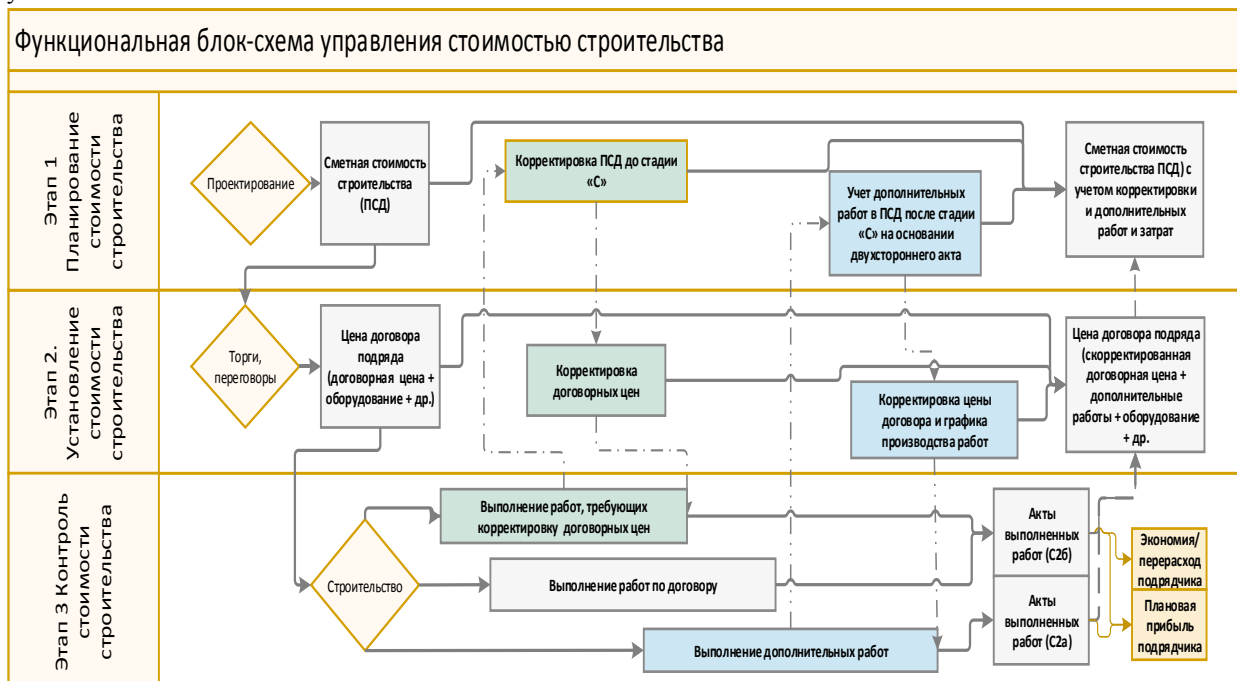 Функциональная блок-схема управления стоимостью строительства
Этап 1
Планирование
стоимости
строительства
Проектирование
Сметная стоимость
строительства
(ПСД)
Корректировка ПСД до стадии
«С»
Учет дополнительных
работ в ПСД после стадии
«С» на основании
двухстороннего акта
Сметная стоимость
строительства ПСД) с
учетом корректировки
и дополнительных
работ и затрат
Этап 2.
Установление
стоимости
строительства
Торги,
переговоры
Цена договора
подряда
(договорная цена +
оборудование + др.)
Корректировка
договорных цен
Корректировка цены
договора и графика
производства работ
Цена договора подряда
(скорректированная
договорная цена +
дополнительные
работы + оборудование
+ др.
Этап 3 Контроль
стоимости
строительства
Строительство
Выполнение работ, требующих
корректировку договорных цен
Выполнение работ по договору
Выполнение дополнительных работ
Акты
выполненных
работ (С2б)
Акты
выполненных
работ (С2а)
Экономия/
перерасход
подрядчика
Плановая
прибыль
подрядчика